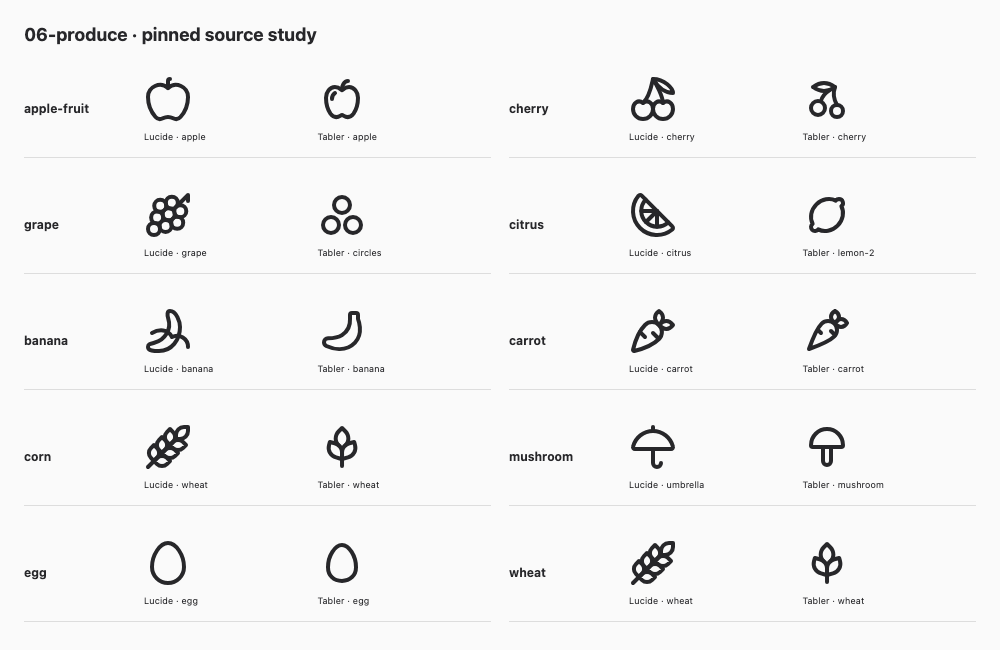 06-produce · pinned source study
apple-fruit
Lucide · apple
Tabler · apple
cherry
Lucide · cherry
Tabler · cherry
grape
Lucide · grape
Tabler · circles
citrus
Lucide · citrus
Tabler · lemon-2
banana
Lucide · banana
Tabler · banana
carrot
Lucide · carrot
Tabler · carrot
corn
Lucide · wheat
Tabler · wheat
mushroom
Lucide · umbrella
Tabler · mushroom
egg
Lucide · egg
Tabler · egg
wheat
Lucide · wheat
Tabler · wheat